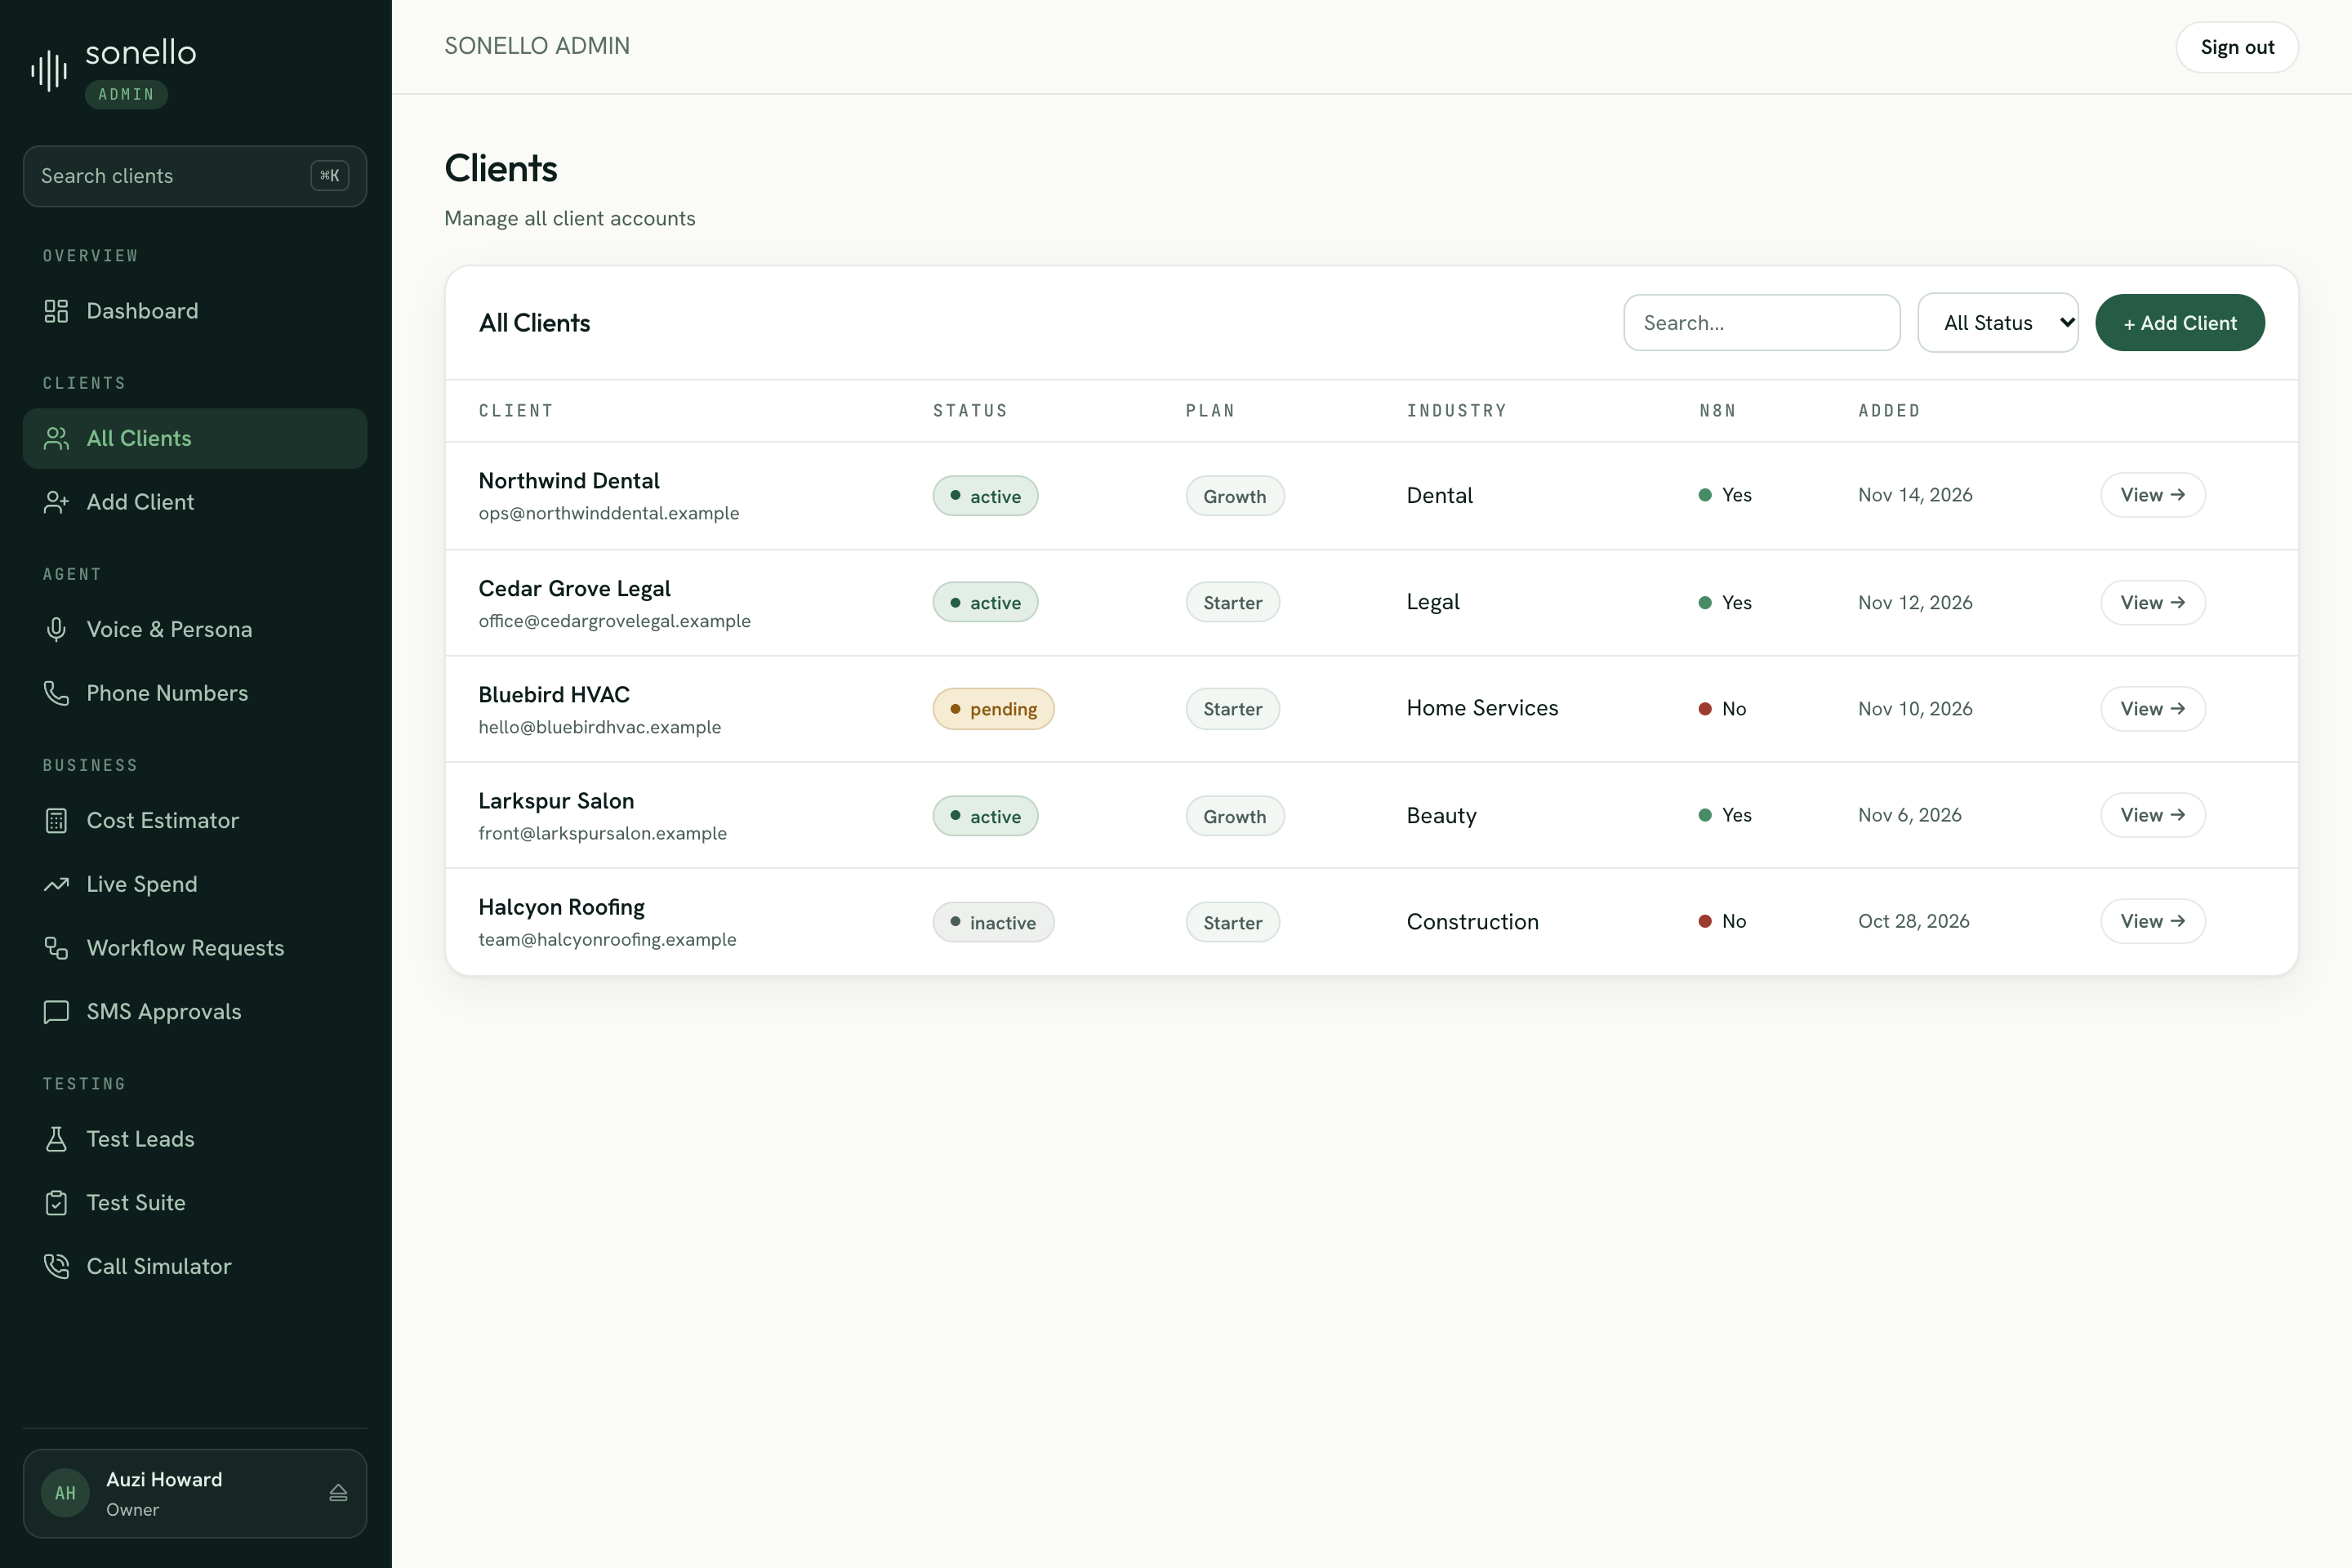 sonello
ADMIN
Search clients ⌘K
OVERVIEW
Dashboard
CLIENTS
All Clients
Add Client
AGENT
Voice & Persona
Phone Numbers
BUSINESS
Cost Estimator
Live Spend
Workflow Requests
SMS Approvals
TESTING
Test Leads
Test Suite
Call Simulator
AH
Auzi Howard
Owner
SONELLO ADMIN
Sign out
Clients
Manage all client accounts
All Clients
Search...
All Status
+ Add Client
CLIENT STATUS PLAN INDUSTRY N8N ADDED
Northwind Dental
ops@northwinddental.example
active Growth Dental Yes Nov 14, 2026 View →
Cedar Grove Legal
office@cedargrovelegal.example
active Starter Legal Yes Nov 12, 2026 View →
Bluebird HVAC
hello@bluebirdhvac.example
pending Starter Home Services No Nov 10, 2026 View →
Larkspur Salon
front@larkspursalon.example
active Growth Beauty Yes Nov 6, 2026 View →
Halcyon Roofing
team@halcyonroofing.example
inactive Starter Construction No Oct 28, 2026 View →